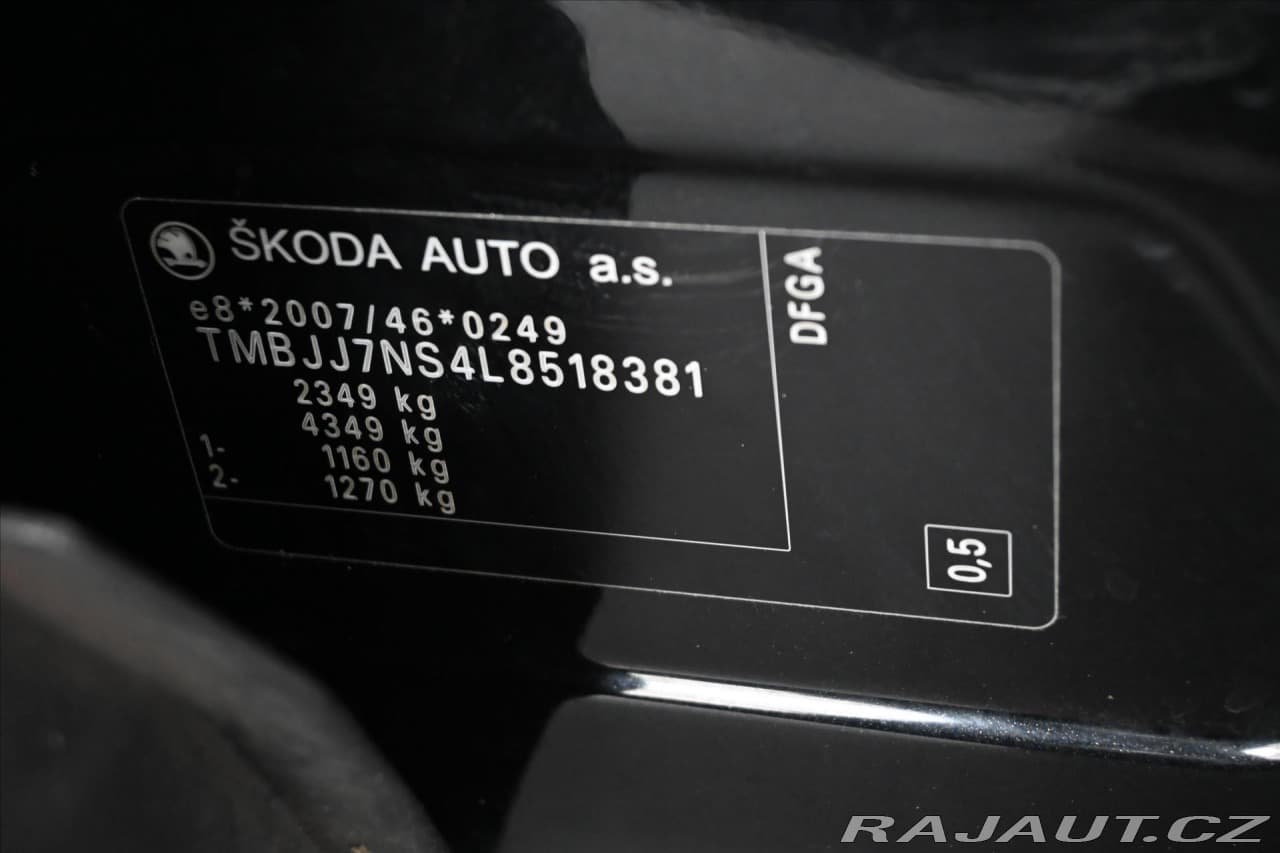 ŠKODA AUTO a.s.
e8*2007/46*0249
TMBJJ7NS4L8518381
2349 kg
4349 kg
1- 1160 kg
2- 1270 kg
DFGA
0,5
RAJAUT.CZ